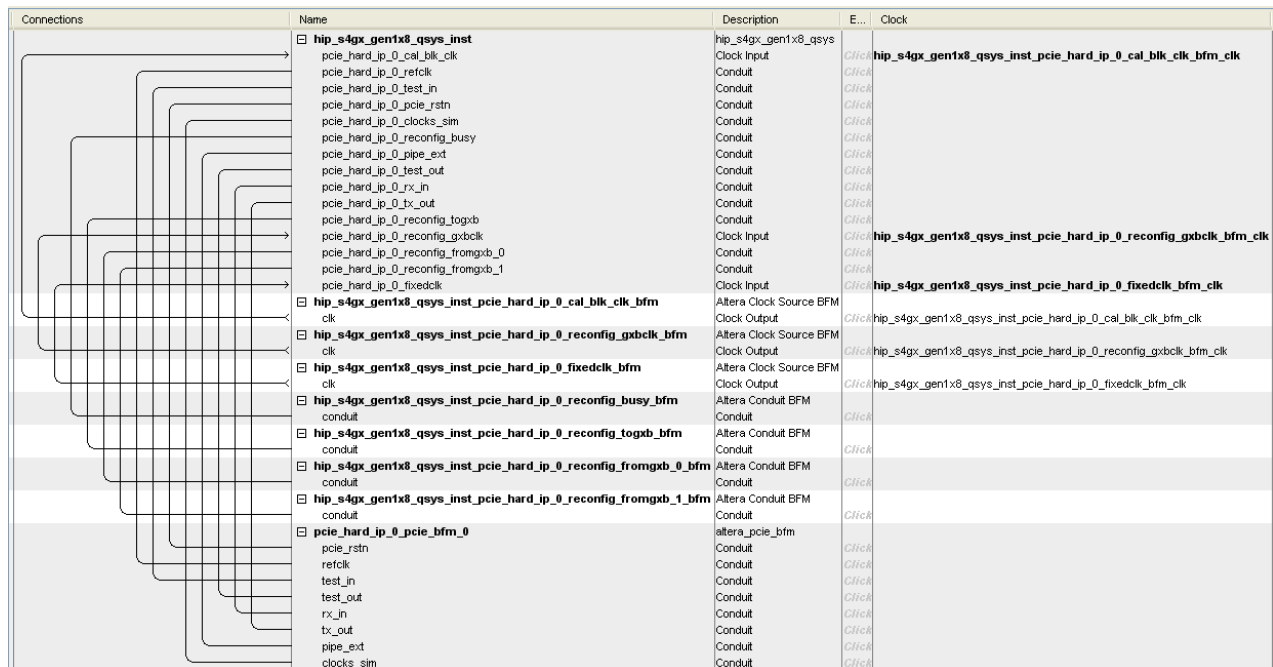 Connections Name Description E... Clock
hip_s4gx_gen1x8_qsys_inst hip_s4gx_gen1x8_qsys
pcie_hard_ip_0_cal_blk_clk Clock Input Click hip_s4gx_gen1x8_qsys_inst_pcie_hard_ip_0_cal_blk_clk_bfm_clk
pcie_hard_ip_0_refclk Conduit Click
pcie_hard_ip_0_test_in Conduit Click
pcie_hard_ip_0_pcie_rstn Conduit Click
pcie_hard_ip_0_clocks_sim Conduit Click
pcie_hard_ip_0_reconfig_busy Conduit Click
pcie_hard_ip_0_pipe_ext Conduit Click
pcie_hard_ip_0_test_out Conduit Click
pcie_hard_ip_0_rx_in Conduit Click
pcie_hard_ip_0_tx_out Conduit Click
pcie_hard_ip_0_reconfig_togxb Conduit Click
pcie_hard_ip_0_reconfig_gxbclk Clock Input Click hip_s4gx_gen1x8_qsys_inst_pcie_hard_ip_0_reconfig_gxbclk_bfm_clk
pcie_hard_ip_0_reconfig_fromgxb_0 Conduit Click
pcie_hard_ip_0_reconfig_fromgxb_1 Conduit Click
pcie_hard_ip_0_fixedclk Clock Input Click hip_s4gx_gen1x8_qsys_inst_pcie_hard_ip_0_fixedclk_bfm_clk
hip_s4gx_gen1x8_qsys_inst_pcie_hard_ip_0_cal_blk_clk_bfm Altera Clock Source BFM
clk Clock Output Click hip_s4gx_gen1x8_qsys_inst_pcie_hard_ip_0_cal_blk_clk_bfm_clk
hip_s4gx_gen1x8_qsys_inst_pcie_hard_ip_0_reconfig_gxbclk_bfm Altera Clock Source BFM
clk Clock Output Click hip_s4gx_gen1x8_qsys_inst_pcie_hard_ip_0_reconfig_gxbclk_bfm_clk
hip_s4gx_gen1x8_qsys_inst_pcie_hard_ip_0_fixedclk_bfm Altera Clock Source BFM
clk Clock Output Click hip_s4gx_gen1x8_qsys_inst_pcie_hard_ip_0_fixedclk_bfm_clk
hip_s4gx_gen1x8_qsys_inst_pcie_hard_ip_0_reconfig_busy_bfm Altera Conduit BFM
conduit Conduit Click
hip_s4gx_gen1x8_qsys_inst_pcie_hard_ip_0_reconfig_togxb_bfm Altera Conduit BFM
conduit Conduit Click
hip_s4gx_gen1x8_qsys_inst_pcie_hard_ip_0_reconfig_fromgxb_0_bfm Altera Conduit BFM
conduit Conduit Click
hip_s4gx_gen1x8_qsys_inst_pcie_hard_ip_0_reconfig_fromgxb_1_bfm Altera Conduit BFM
conduit Conduit Click
pcie_hard_ip_0_pcie_bfm_0 altera_pcie_bfm
pcie_rstn Conduit Click
refclk Conduit Click
test_in Conduit Click
test_out Conduit Click
rx_in Conduit Click
tx_out Conduit Click
pipe_ext Conduit Click
clocks_sim Conduit Click